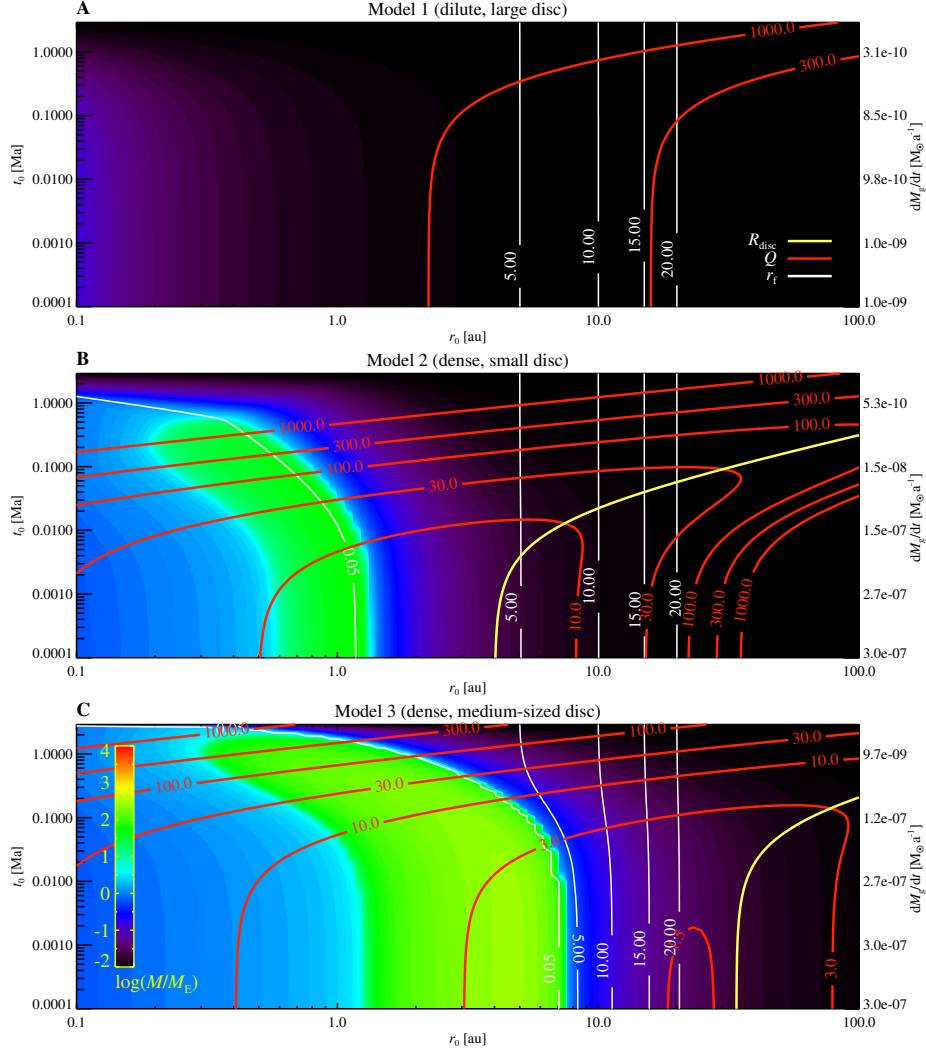 A
Model 1 (dilute, large disc)
1.0000
0.1000
0.0100
0.0010
0.0001
t0 [Ma]
1000.0
300.0
5.00
10.00
15.00
20.00
Rdisc
Q
rf
3.1e-10
8.5e-10
9.8e-10
1.0e-09
1.0e-09
dMg/dt [M⊙ a-1]
0.1
1.0
10.0
100.0
r0 [au]
B
Model 2 (dense, small disc)
1.0000
0.1000
0.0100
0.0010
0.0001
t0 [Ma]
1000.0
300.0
100.0
30.0
1000.0
300.0
100.0
0.05
5.00
10.00
10.0
15.00
30.0
20.00
100.0
300.0
1000.0
5.3e-10
1.5e-08
1.5e-07
2.7e-07
3.0e-07
dMg/dt [M⊙ a-1]
0.1
1.0
10.0
100.0
r0 [au]
C
Model 3 (dense, medium-sized disc)
1.0000
0.1000
0.0100
0.0010
0.0001
t0 [Ma]
1000.0
300.0
100.0
30.0
10.0
100.0
30.0
10.0
4
3
2
1
0
-1
-2
log(M/ME)
0.05
5.00
10.00
15.00
20.00
3.0
9.7e-09
1.2e-07
2.7e-07
3.0e-07
3.0e-07
dMg/dt [M⊙ a-1]
0.1
1.0
10.0
100.0
r0 [au]